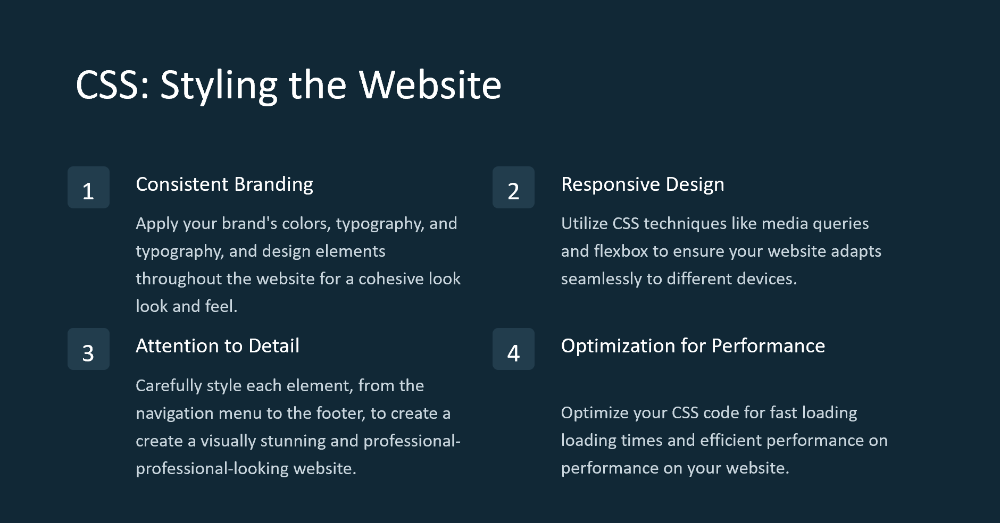 CSS: Styling the Website
1
Consistent Branding
Apply your brand's colors, typography, and
typography, and design elements
throughout the website for a cohesive look
look and feel.
2
Responsive Design
Utilize CSS techniques like media queries
and flexbox to ensure your website adapts
seamlessly to different devices.
3
Attention to Detail
Carefully style each element, from the
navigation menu to the footer, to create a
create a visually stunning and professional-
professional-looking website.
4
Optimization for Performance
Optimize your CSS code for fast loading
loading times and efficient performance on
performance on your website.